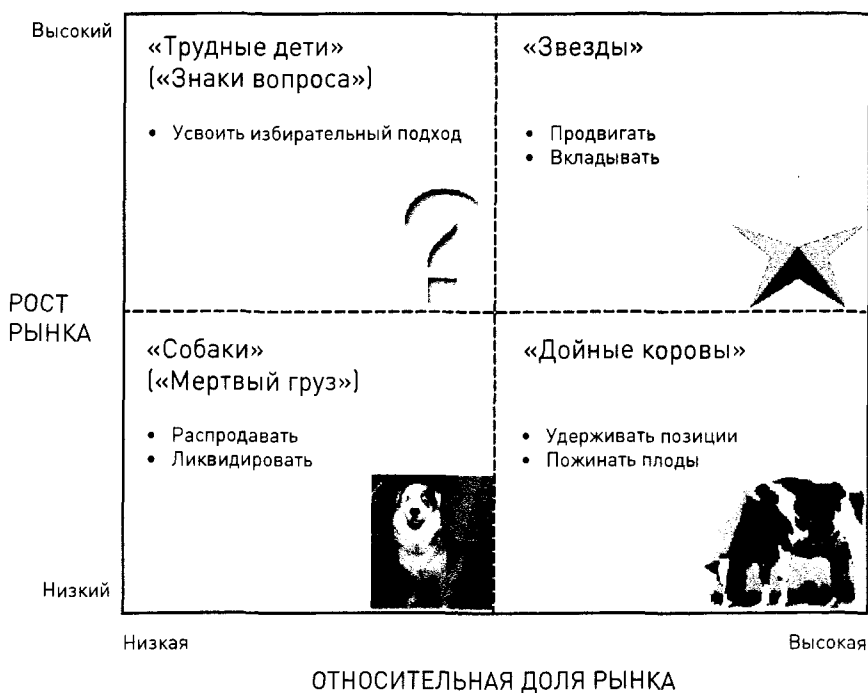 Высокий
«Трудные дети»
(«Знаки вопроса»)
• Усвоить избирательный подход
«Звезды»
• Продвигать
• Вкладывать
РОСТ
РЫНКА
«Собаки»
(«Мертвый груз»)
• Распродавать
• Ликвидировать
«Дойные коровы»
• Удерживать позиции
• Пожинать плоды
Низкий
Низкая
Высокая
ОТНОСИТЕЛЬНАЯ ДОЛЯ РЫНКА